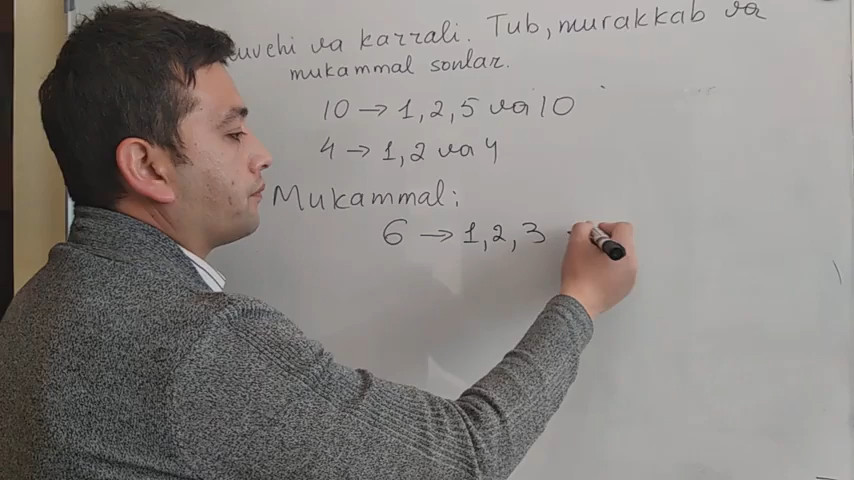 va karrali. Tub, murakkab va
mukammal sonlar.
10 → 1, 2, 5 va 10
4 → 1, 2 va 4
Mukammal:
6 → 1, 2, 3